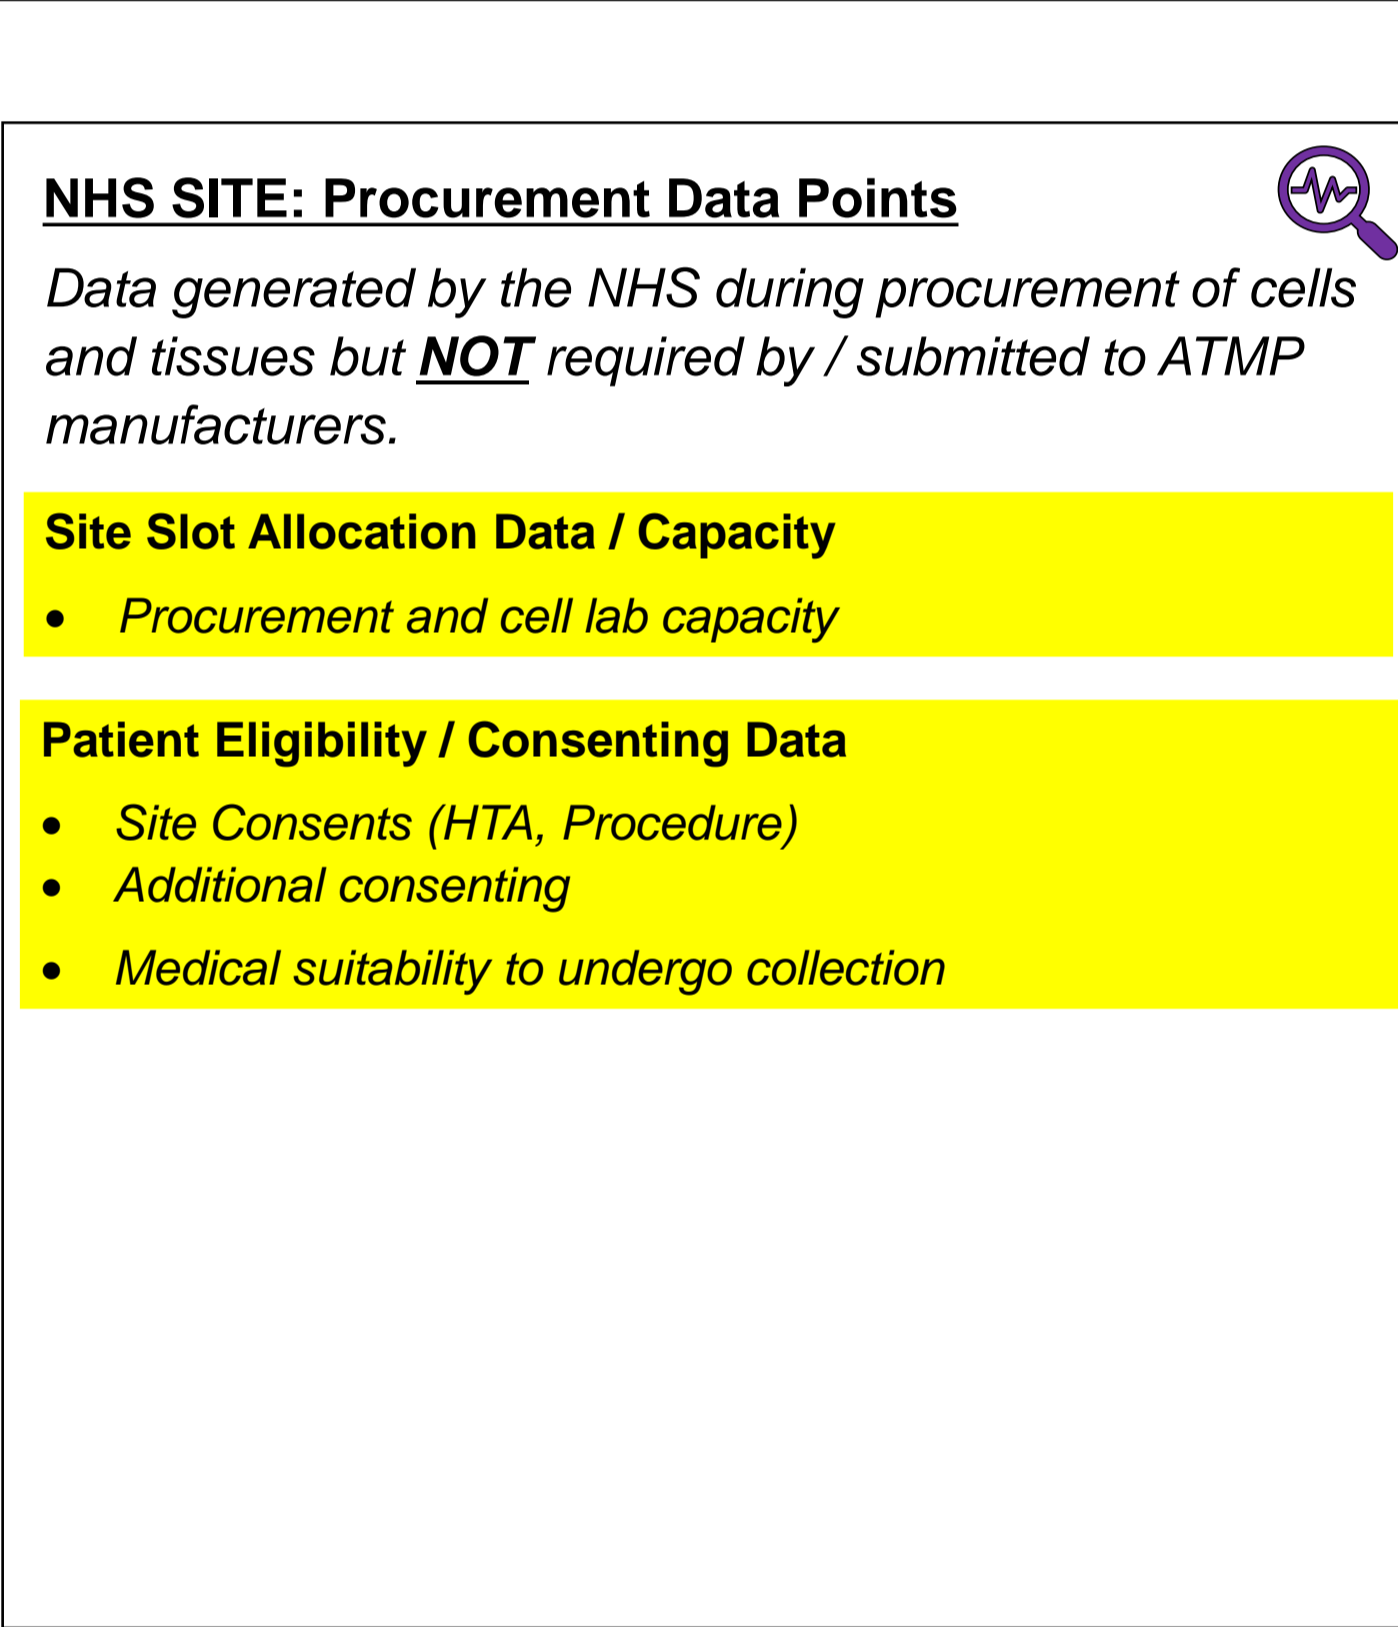 NHS SITE: Procurement Data Points
Data generated by the NHS during procurement of cells
and tissues but NOT required by / submitted to ATMP
manufacturers.
Site Slot Allocation Data / Capacity
• Procurement and cell lab capacity
Patient Eligibility / Consenting Data
• Site Consents (HTA, Procedure)
• Additional consenting
• Medical suitability to undergo collection